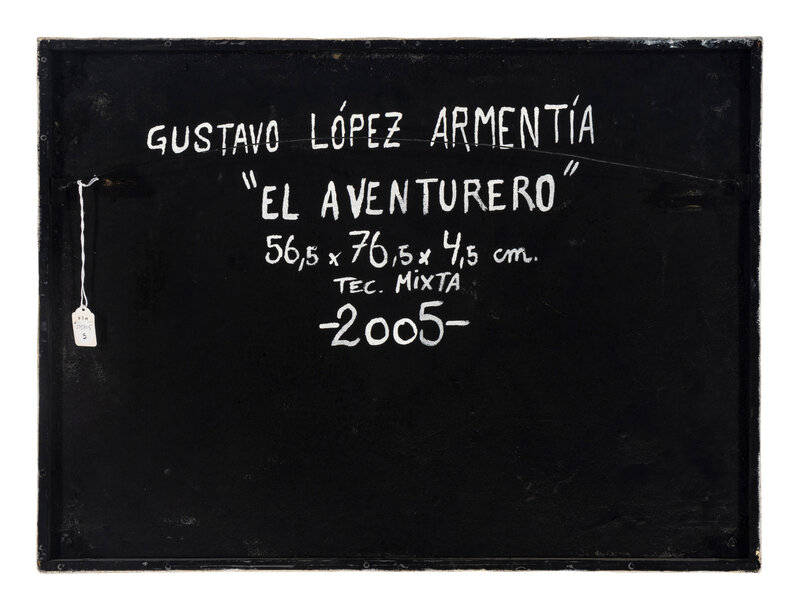 GUSTAVO LÓPEZ ARMENTÍA
"EL AVENTURERO"
56,5 x 76,5 x 4,5 cm.
TEC. MIXTA
-2005-